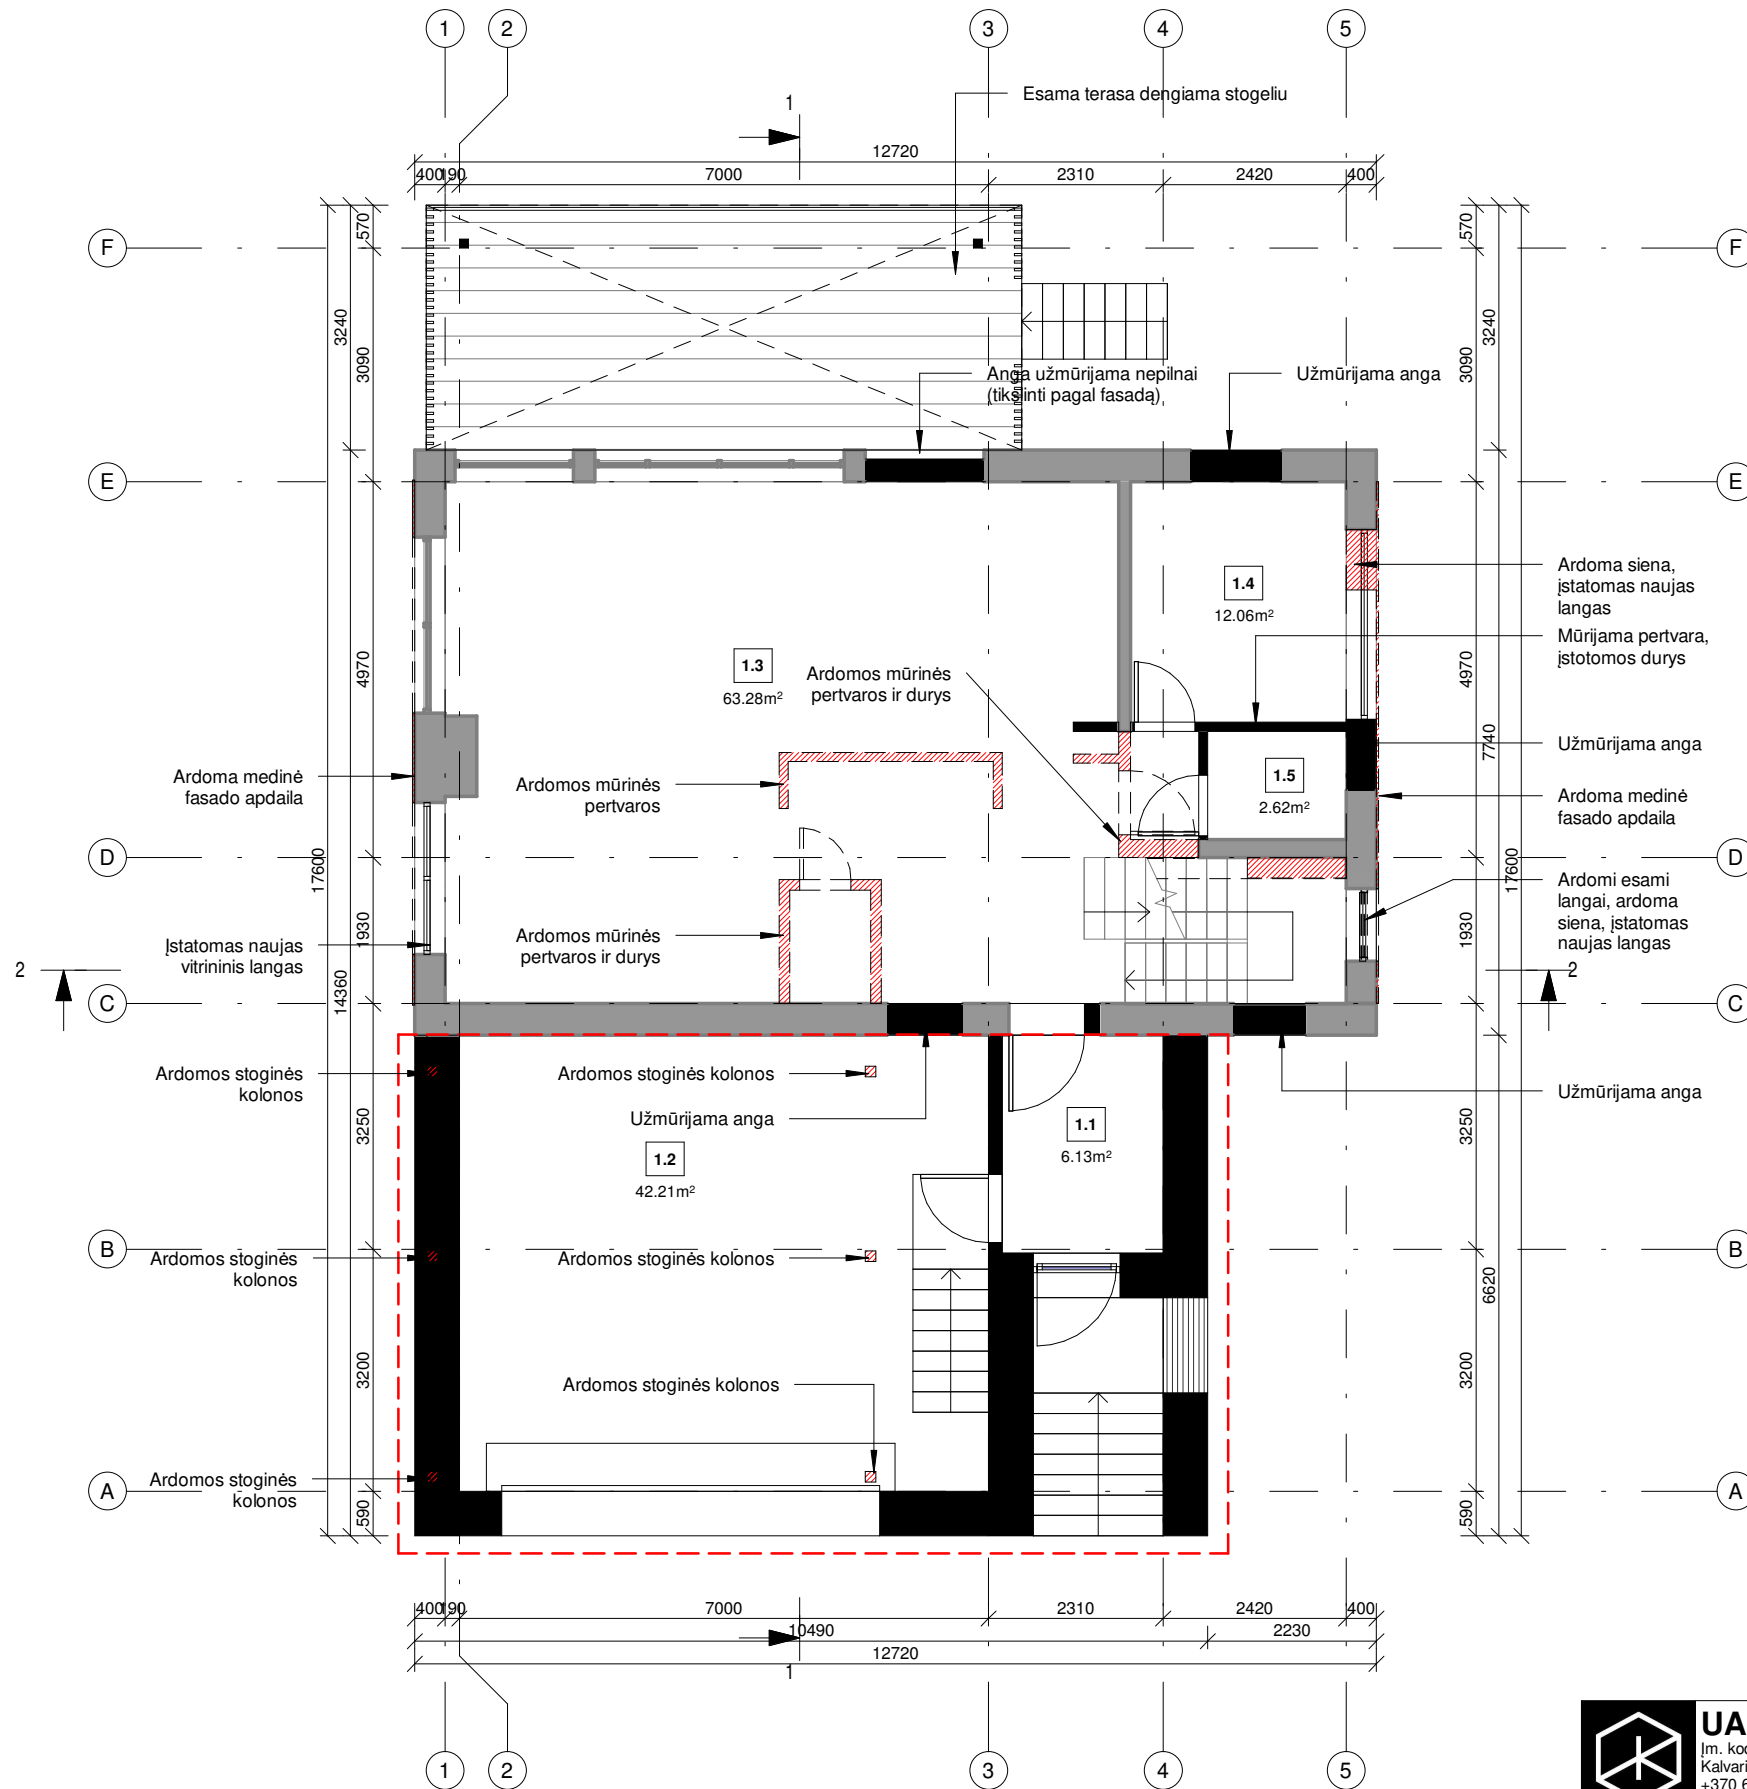 1
2
3
4
5
1
Esama terasa dengiama stogeliu
12720
400
190
7000
2310
2420
400
F
570
3240
3090
570
3240
3090
F
Anga užmūrijama nepilnai
(tikslinti pagal fasadą)
Užmūrijama anga
E
E
1.4
12.06m²
Ardoma siena,
įstatomas naujas
langas
Mūrijama pertvara,
įstotomos durys
4970
1.3
63.28m²
Ardomos mūrinės
pertvaros ir durys
4970
7740
Užmūrijama anga
Ardoma medinė
fasado apdaila
Ardomos mūrinės
pertvaros
1.5
2.62m²
Ardoma medinė
fasado apdaila
D
17600
17600
D
Ardomi esami
langai, ardoma
siena, įstatomas
naujas langas
Įstatomas naujas
vitrininis langas
1930
Ardomos mūrinės
pertvaros ir durys
1930
2
2
14360
C
C
Ardomos stoginės
kolonos
Ardomos stoginės kolonos
Užmūrijama anga
Užmūrijama anga
3250
1.1
6.13m²
3250
1.2
42.21m²
B
Ardomos stoginės
kolonos
Ardomos stoginės kolonos
B
6620
3200
Ardomos stoginės kolonos
3200
A
Ardomos stoginės
kolonos
A
590
590
400
190
7000
2310
2420
400
10490
2230
12720
1
1
2
3
4
5
UA
Įm. kod
Kalvari
+370 6